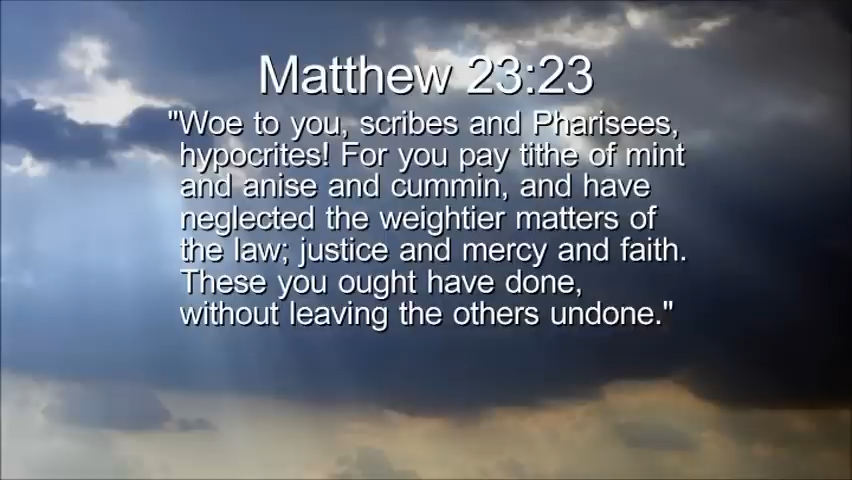 Matthew 23:23
"Woe to you, scribes and Pharisees,
hypocrites! For you pay tithe of mint
and anise and cummin, and have
neglected the weightier matters of
the law; justice and mercy and faith.
These you ought have done,
without leaving the others undone."